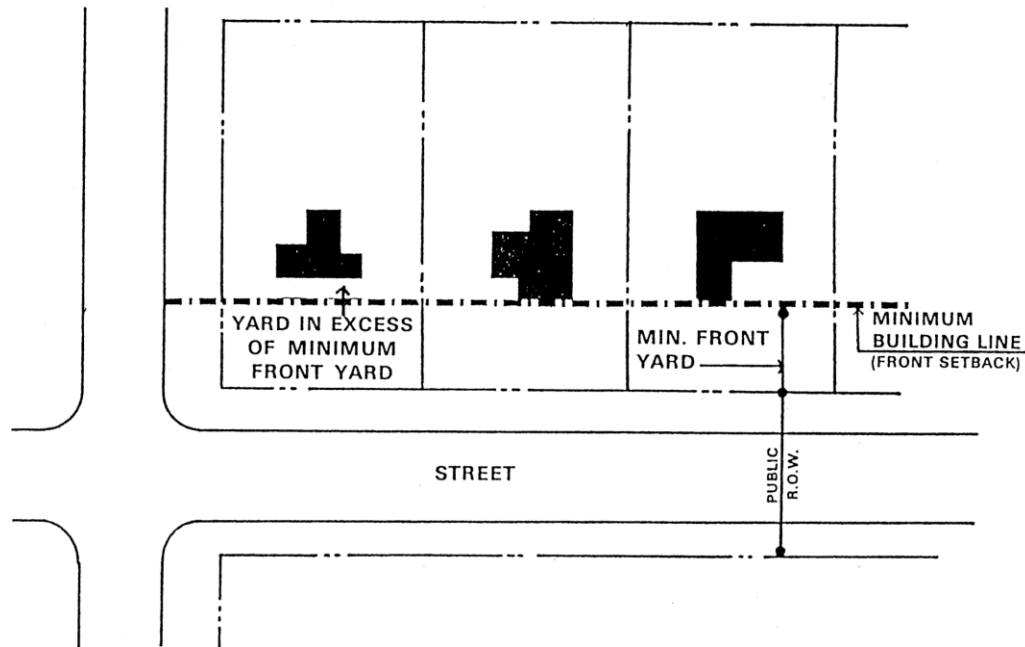 YARD IN EXCESS
OF MINIMUM
FRONT YARD
MIN. FRONT
YARD
MINIMUM
BUILDING LINE
(FRONT SETBACK)
STREET
PUBLIC
R.O.W.